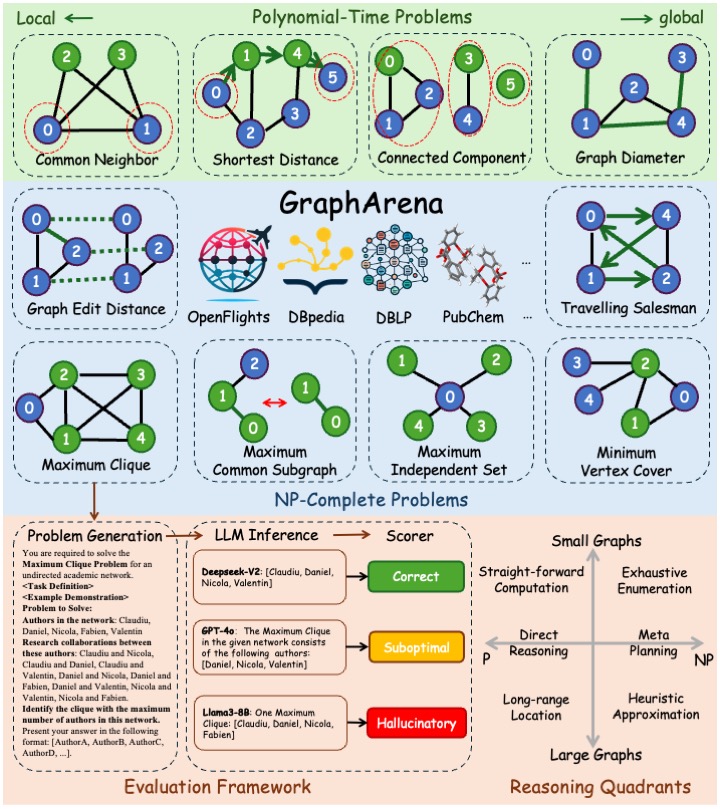 Local
Polynomial-Time Problems
global
2 3
0 1
Common Neighbor
1 4
0 5
2 3
Shortest Distance
0 3
2 5
1 4
Connected Component
0 3
2
1 4
Graph Diameter
GraphArena
0 0
2 2
1 1
Graph Edit Distance
OpenFlights
DBpedia
DBLP
PubChem
...
...
0 4
1 2
Travelling Salesman
2 3
0
1 4
Maximum Clique
2
1 1
0 0
Maximum
Common Subgraph
1 2
0
4 3
Maximum
Independent Set
3 2
4 0
1
Minimum
Vertex Cover
NP-Complete Problems
Problem Generation
You are required to solve the
Maximum Clique Problem for an
undirected academic network.
<Task Definition>
<Example Demonstration>
Problem to Solve:
Authors in the network: Claudiu,
Daniel, Nicola, Fabien, Valentin
Research collaborations between
these authors: Claudiu and Nicola,
Claudiu and Daniel, Claudiu and
Valentin, Daniel and Nicola, Daniel and
Fabien, Daniel and Valentin, Nicola and
Valentin, Nicola and Fabien.
Identify the clique with the maximum
number of authors in this network.
Present your answer in the following
format: [AuthorA, AuthorB, AuthorC,
AuthorD, ...].
LLM Inference
Scorer
Deepseek-V2: [Claudiu, Daniel,
Nicola, Valentin]
Correct
GPT-4o: The Maximum Clique
in the given network consists
of the following authors:
[Daniel, Nicola, Valentin]
Suboptimal
Llama3-8B: One Maximum
Clique: [Claudiu, Daniel, Nicola,
Fabien]
Hallucinatory
Evaluation Framework
Small Graphs
Straight-forward
Computation
Exhaustive
Enumeration
Direct
Reasoning
Meta
Planning
P
NP
Long-range
Location
Heuristic
Approximation
Large Graphs
Reasoning Quadrants